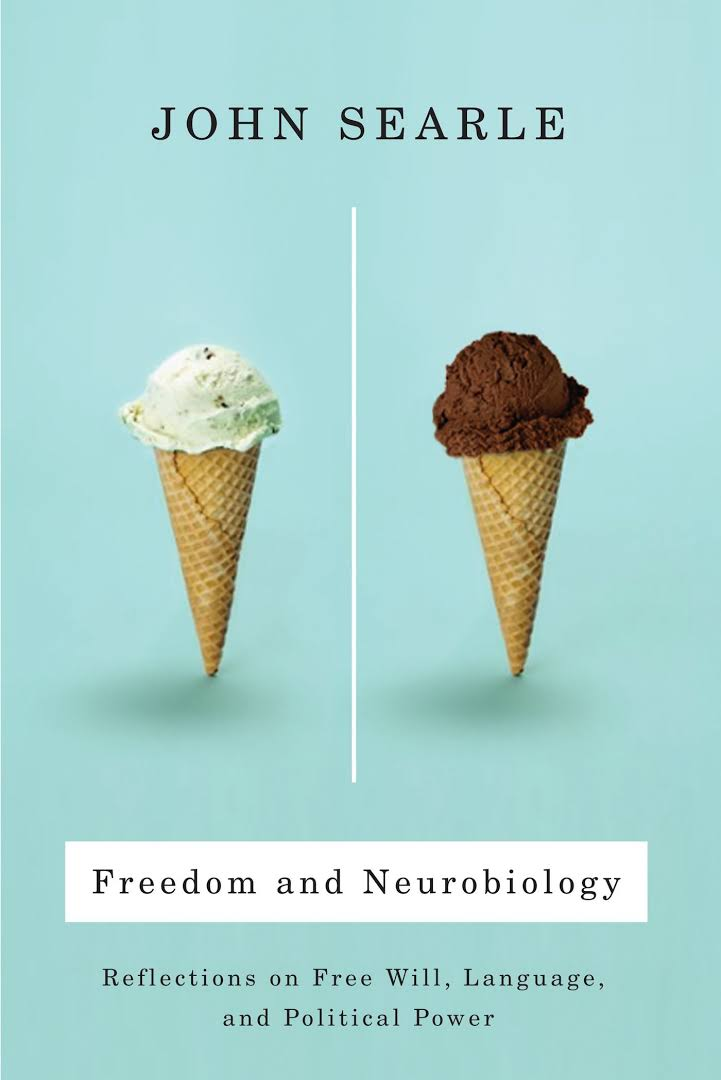 JOHN SEARLE
Freedom and Neurobiology
Reflections on Free Will, Language,
and Political Power